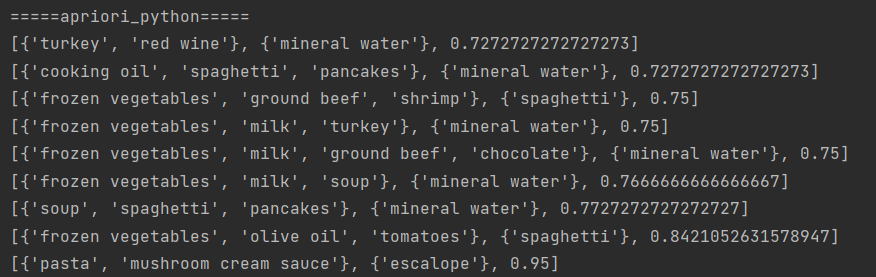 =====apriori_python=====
[{'turkey', 'red wine'}, {'mineral water'}, 0.7272727272727273]
[{'cooking oil', 'spaghetti', 'pancakes'}, {'mineral water'}, 0.7272727272727273]
[{'frozen vegetables', 'ground beef', 'shrimp'}, {'spaghetti'}, 0.75]
[{'frozen vegetables', 'milk', 'turkey'}, {'mineral water'}, 0.75]
[{'frozen vegetables', 'milk', 'ground beef', 'chocolate'}, {'mineral water'}, 0.75]
[{'frozen vegetables', 'milk', 'soup'}, {'mineral water'}, 0.7666666666666667]
[{'soup', 'spaghetti', 'pancakes'}, {'mineral water'}, 0.7727272727272727]
[{'frozen vegetables', 'olive oil', 'tomatoes'}, {'spaghetti'}, 0.8421052631578947]
[{'pasta', 'mushroom cream sauce'}, {'escalope'}, 0.95]